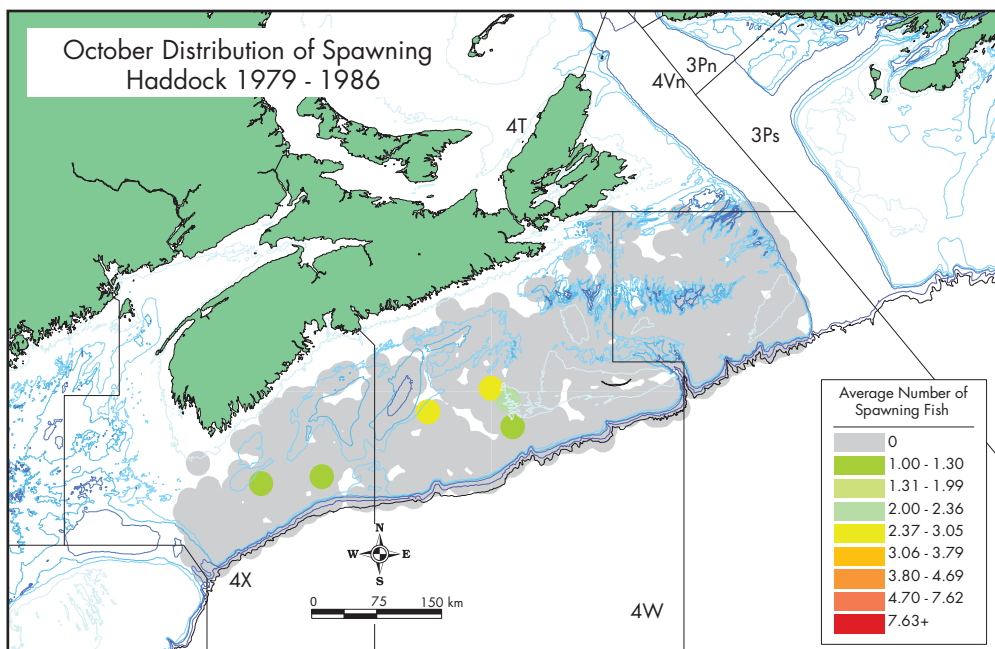 October Distribution of Spawning
Haddock 1979 - 1986
4T
4Vn
3Pn
3Ps
4X
4W
N
W E
S
0 75 150 km
Average Number of
Spawning Fish
0
1.00 - 1.30
1.31 - 1.99
2.00 - 2.36
2.37 - 3.05
3.06 - 3.79
3.80 - 4.69
4.70 - 7.62
7.63+